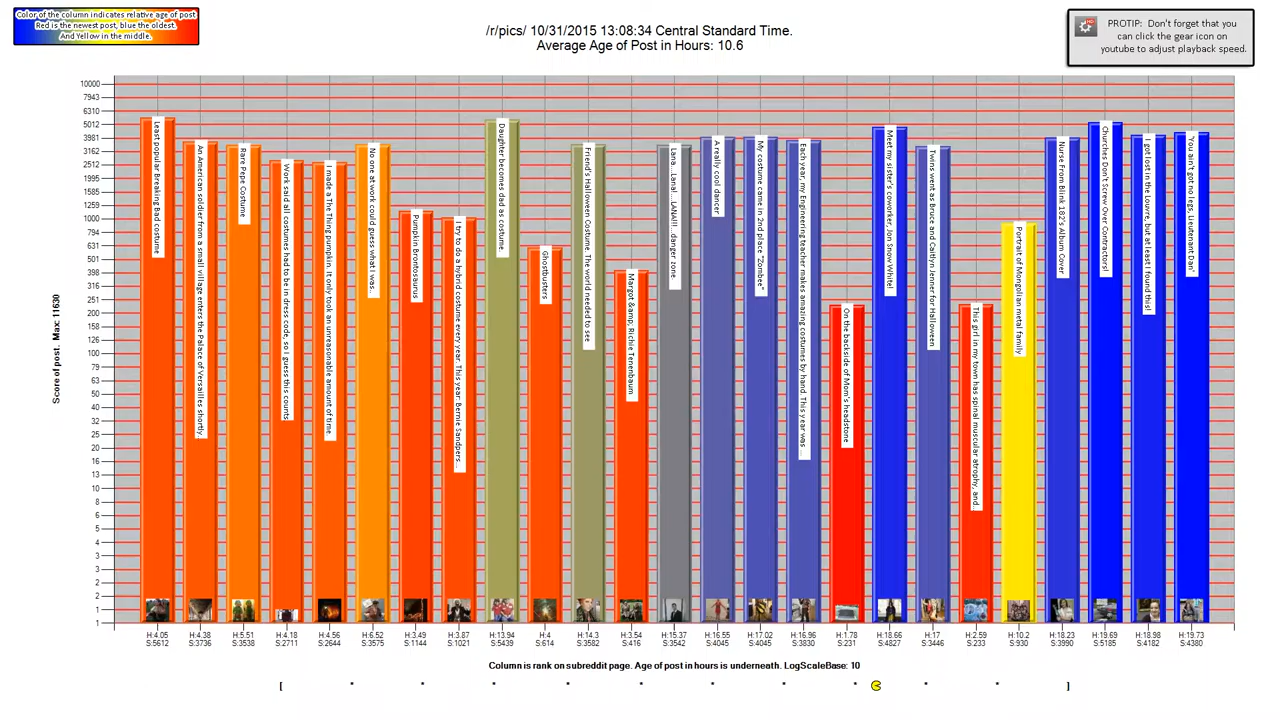 Color of the column indicates relative age of post.
Red is the newest post, blue the oldest.
And Yellow in the middle.
/r/pics/ 10/31/2015 13:08:34 Central Standard Time.
Average Age of Post in Hours: 10.6
PROTIP: Don't forget that you
can click the gear icon on
youtube to adjust playback speed.
Score of post. Max: 11630
10000
7943
6310
5012
3981
3162
2512
1995
1585
1259
1000
794
631
501
398
316
251
200
158
126
100
79
63
50
40
32
25
20
16
13
10
8
6
5
4
3
3
2
2
1
1
Least popular Breaking Bad costume
An American soldier from a small village enters the Palace of Versailles shortly...
Rare Pepe Costume
Work said all costumes had to be in dress code, so I guess this counts
I made a The Thing pumpkin. It only took an unreasonable amount of time.
No one at work could guess what I was...
Pumpkin Brontosaurus
I try to do a hybrid costume every year. This year: Bernie Sandpers...
Daughter becomes dad as costume.
Ghostbusters
Friend's Halloween Costume. The world needed to see
Margot &amp; Richie Tenenbaum
Lana... Lana!... LANA!!!... danger zone.
A really cool dancer
My costume came in 2nd place "Zombee"
Each year, my Engineering teacher makes amazing costumes by hand. This year was ...
On the backside of Mom's headstone
Meet my sister's coworker, Jon Snow White!
Twins went as Bruce and Caitlyn Jenner for Halloween
This girl in my town has spinal muscular atrophy, and...
Portrait of Mongolian metal family
Nurse From Blink 182's Album Cover
Churches Don't Screw Over Contractors!
I got lost in the Louvre, but at least I found this!
'You ain't got no legs, Lieutenant Dan'
H:4.05 H:4.38 H:5.51 H:4.18 H:4.56 H:6.52 H:3.49 H:3.87 H:13.94 H:4 H:14.3 H:3.54 H:15.37 H:16.55 H:17.02 H:16.96 H:1.78 H:18.66 H:17 H:2.59 H:10.2 H:18.23 H:19.69 H:18.98 H:19.73
S:5612 S:3736 S:3538 S:2711 S:2644 S:3575 S:1144 S:1021 S:5439 S:614 S:3582 S:416 S:3542 S:4045 S:4045 S:3830 S:231 S:4827 S:3446 S:233 S:930 S:3990 S:5185 S:4182 S:4380
Column is rank on subreddit page. Age of post in hours is underneath. LogScaleBase: 10
[ * * * * * * * * * * ]